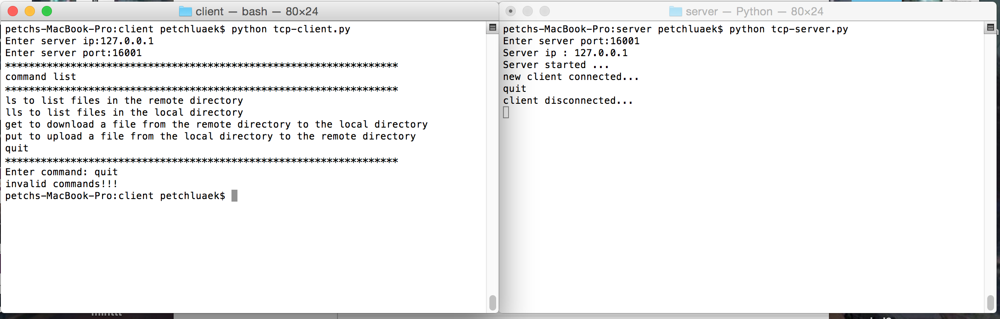 client — bash — 80×24
petchs-MacBook-Pro:client petchluaek$ python tcp-client.py
Enter server ip:127.0.0.1
Enter server port:16001
******************************************************************
command list
******************************************************************
ls to list files in the remote directory
lls to list files in the local directory
get to download a file from the remote directory to the local directory
put to upload a file from the local directory to the remote directory
quit
******************************************************************
Enter command: quit
invalid commands!!!
petchs-MacBook-Pro:client petchluaek$
server — Python — 80×24
petchs-MacBook-Pro:server petchluaek$ python tcp-server.py
Enter server port:16001
Server ip : 127.0.0.1
Server started ...
new client connected...
quit
client disconnected...